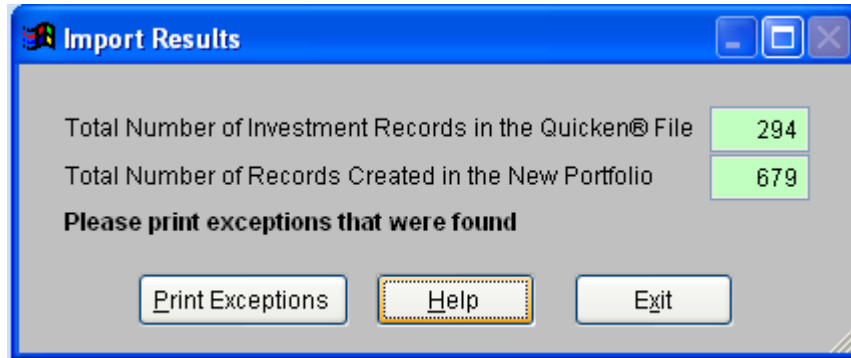 Import Results
Total Number of Investment Records in the Quicken® File 294
Total Number of Records Created in the New Portfolio 679
Please print exceptions that were found
Print Exceptions Help Exit